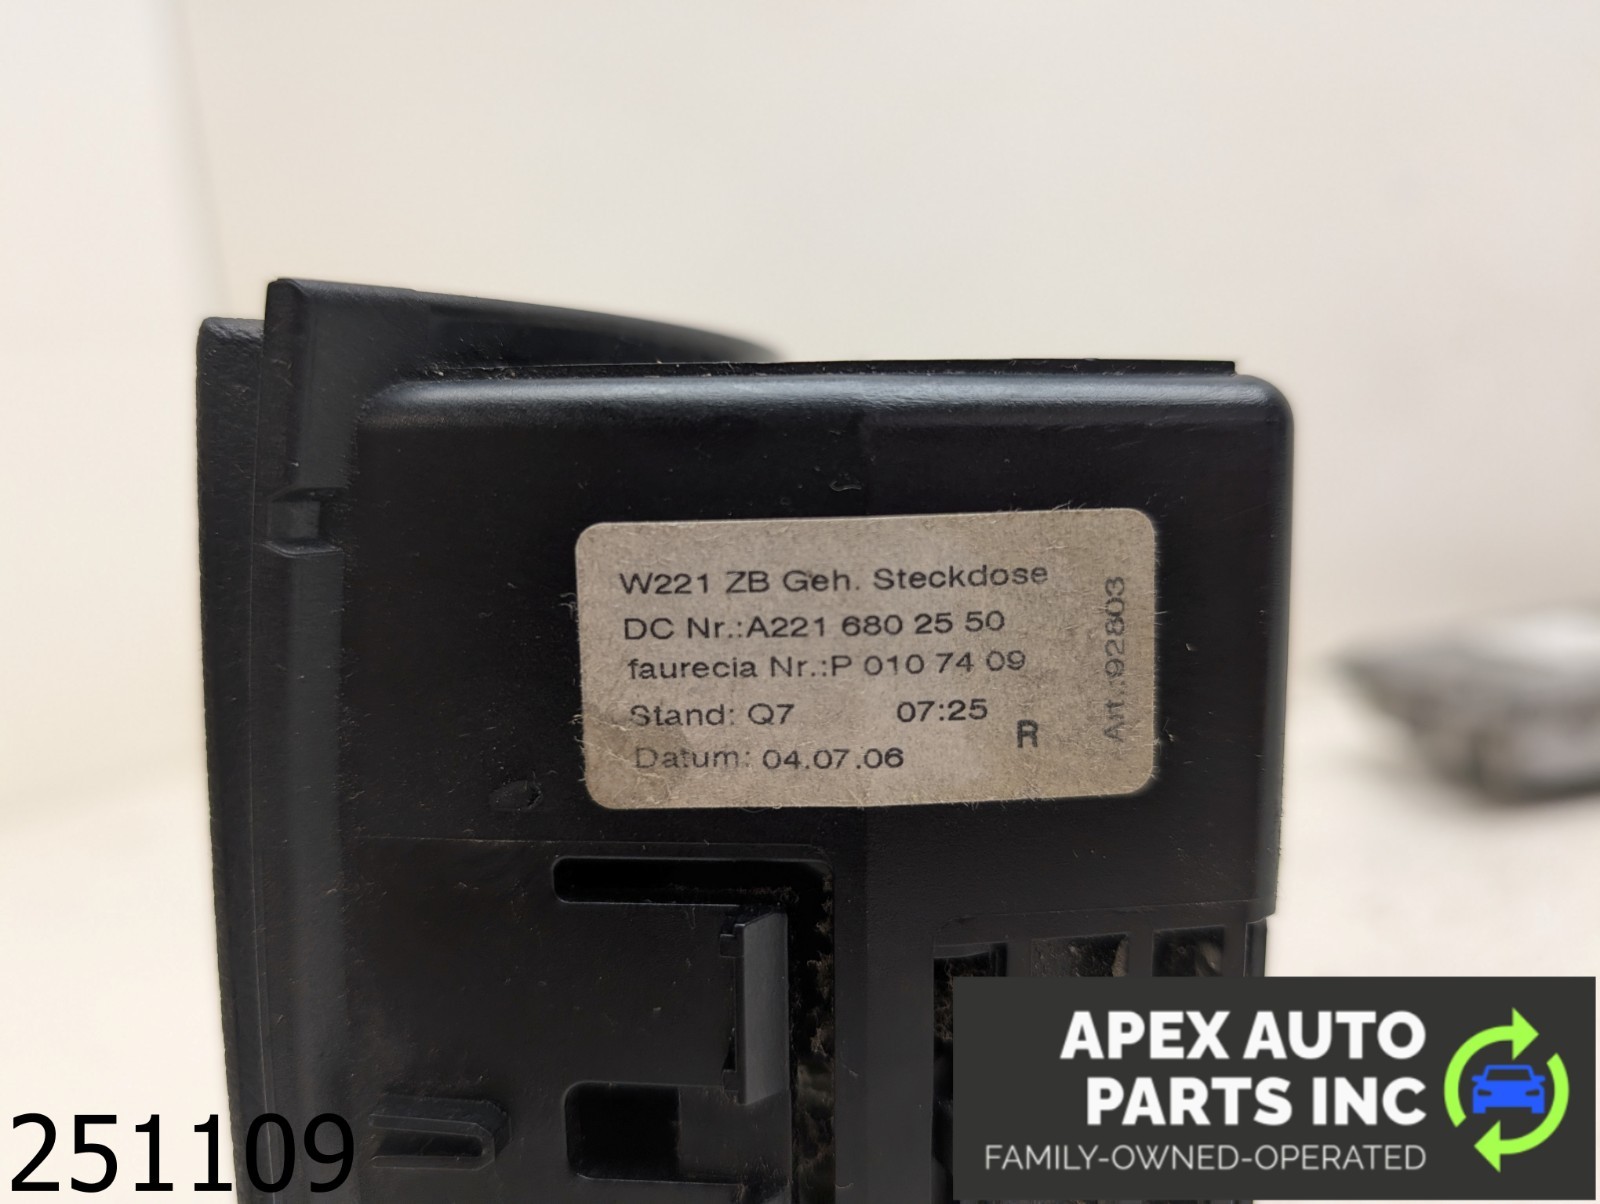 W221 ZB Geh. Steckdose
DC Nr.:A221 680 25 50
faurecia Nr.:P 010 74 09
Stand: Q7 07:25
R
Datum: 04.07.06
Art.:92803
251109
APEX AUTO
PARTS INC
FAMILY-OWNED-OPERATED